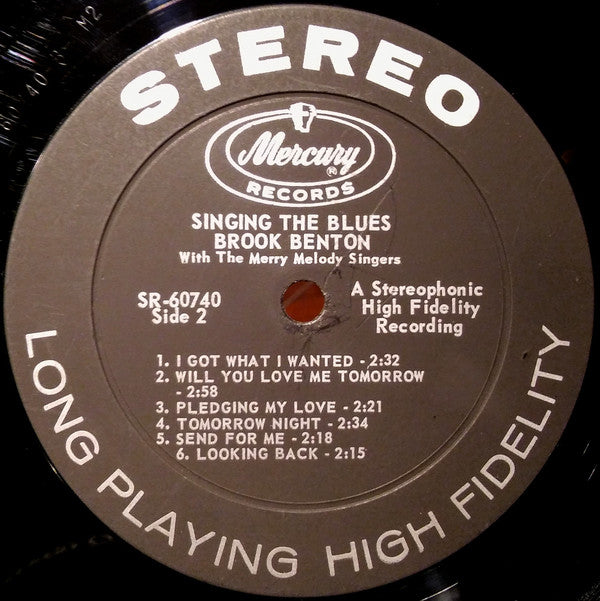 STEREO
Mercury
®
RECORDS
SINGING THE BLUES
BROOK BENTON
With The Merry Melody Singers
SR-60740
Side 2
A Stereophonic
High Fidelity
Recording
1. I GOT WHAT I WANTED - 2:32
2. WILL YOU LOVE ME TOMORROW
- 2:58
3. PLEDGING MY LOVE - 2:21
4. TOMORROW NIGHT - 2:34
5. SEND FOR ME - 2:18
6. LOOKING BACK - 2:15
LONG PLAYING HIGH FIDELITY
M2